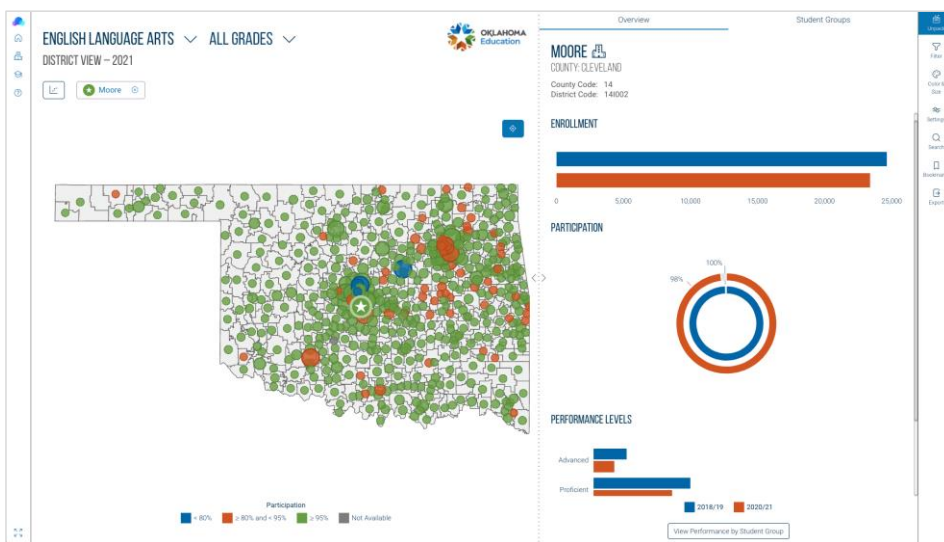 ENGLISH LANGUAGE ARTS ALL GRADES
DISTRICT VIEW – 2021
Moore
OKLAHOMA
Education
Participation
< 80% ≥ 80% and < 95% ≥ 95% Not Available
Overview Student Groups
MOORE
COUNTY: CLEVELAND
County Code: 14
District Code: 14I002
ENROLLMENT
0 5,000 10,000 15,000 20,000 25,000
PARTICIPATION
100%
98%
PERFORMANCE LEVELS
Advanced
Proficient
2018/19 2020/21
View Performance by Student Group
Filter
Color &
Size
Settings
Search
Bookmark
Export